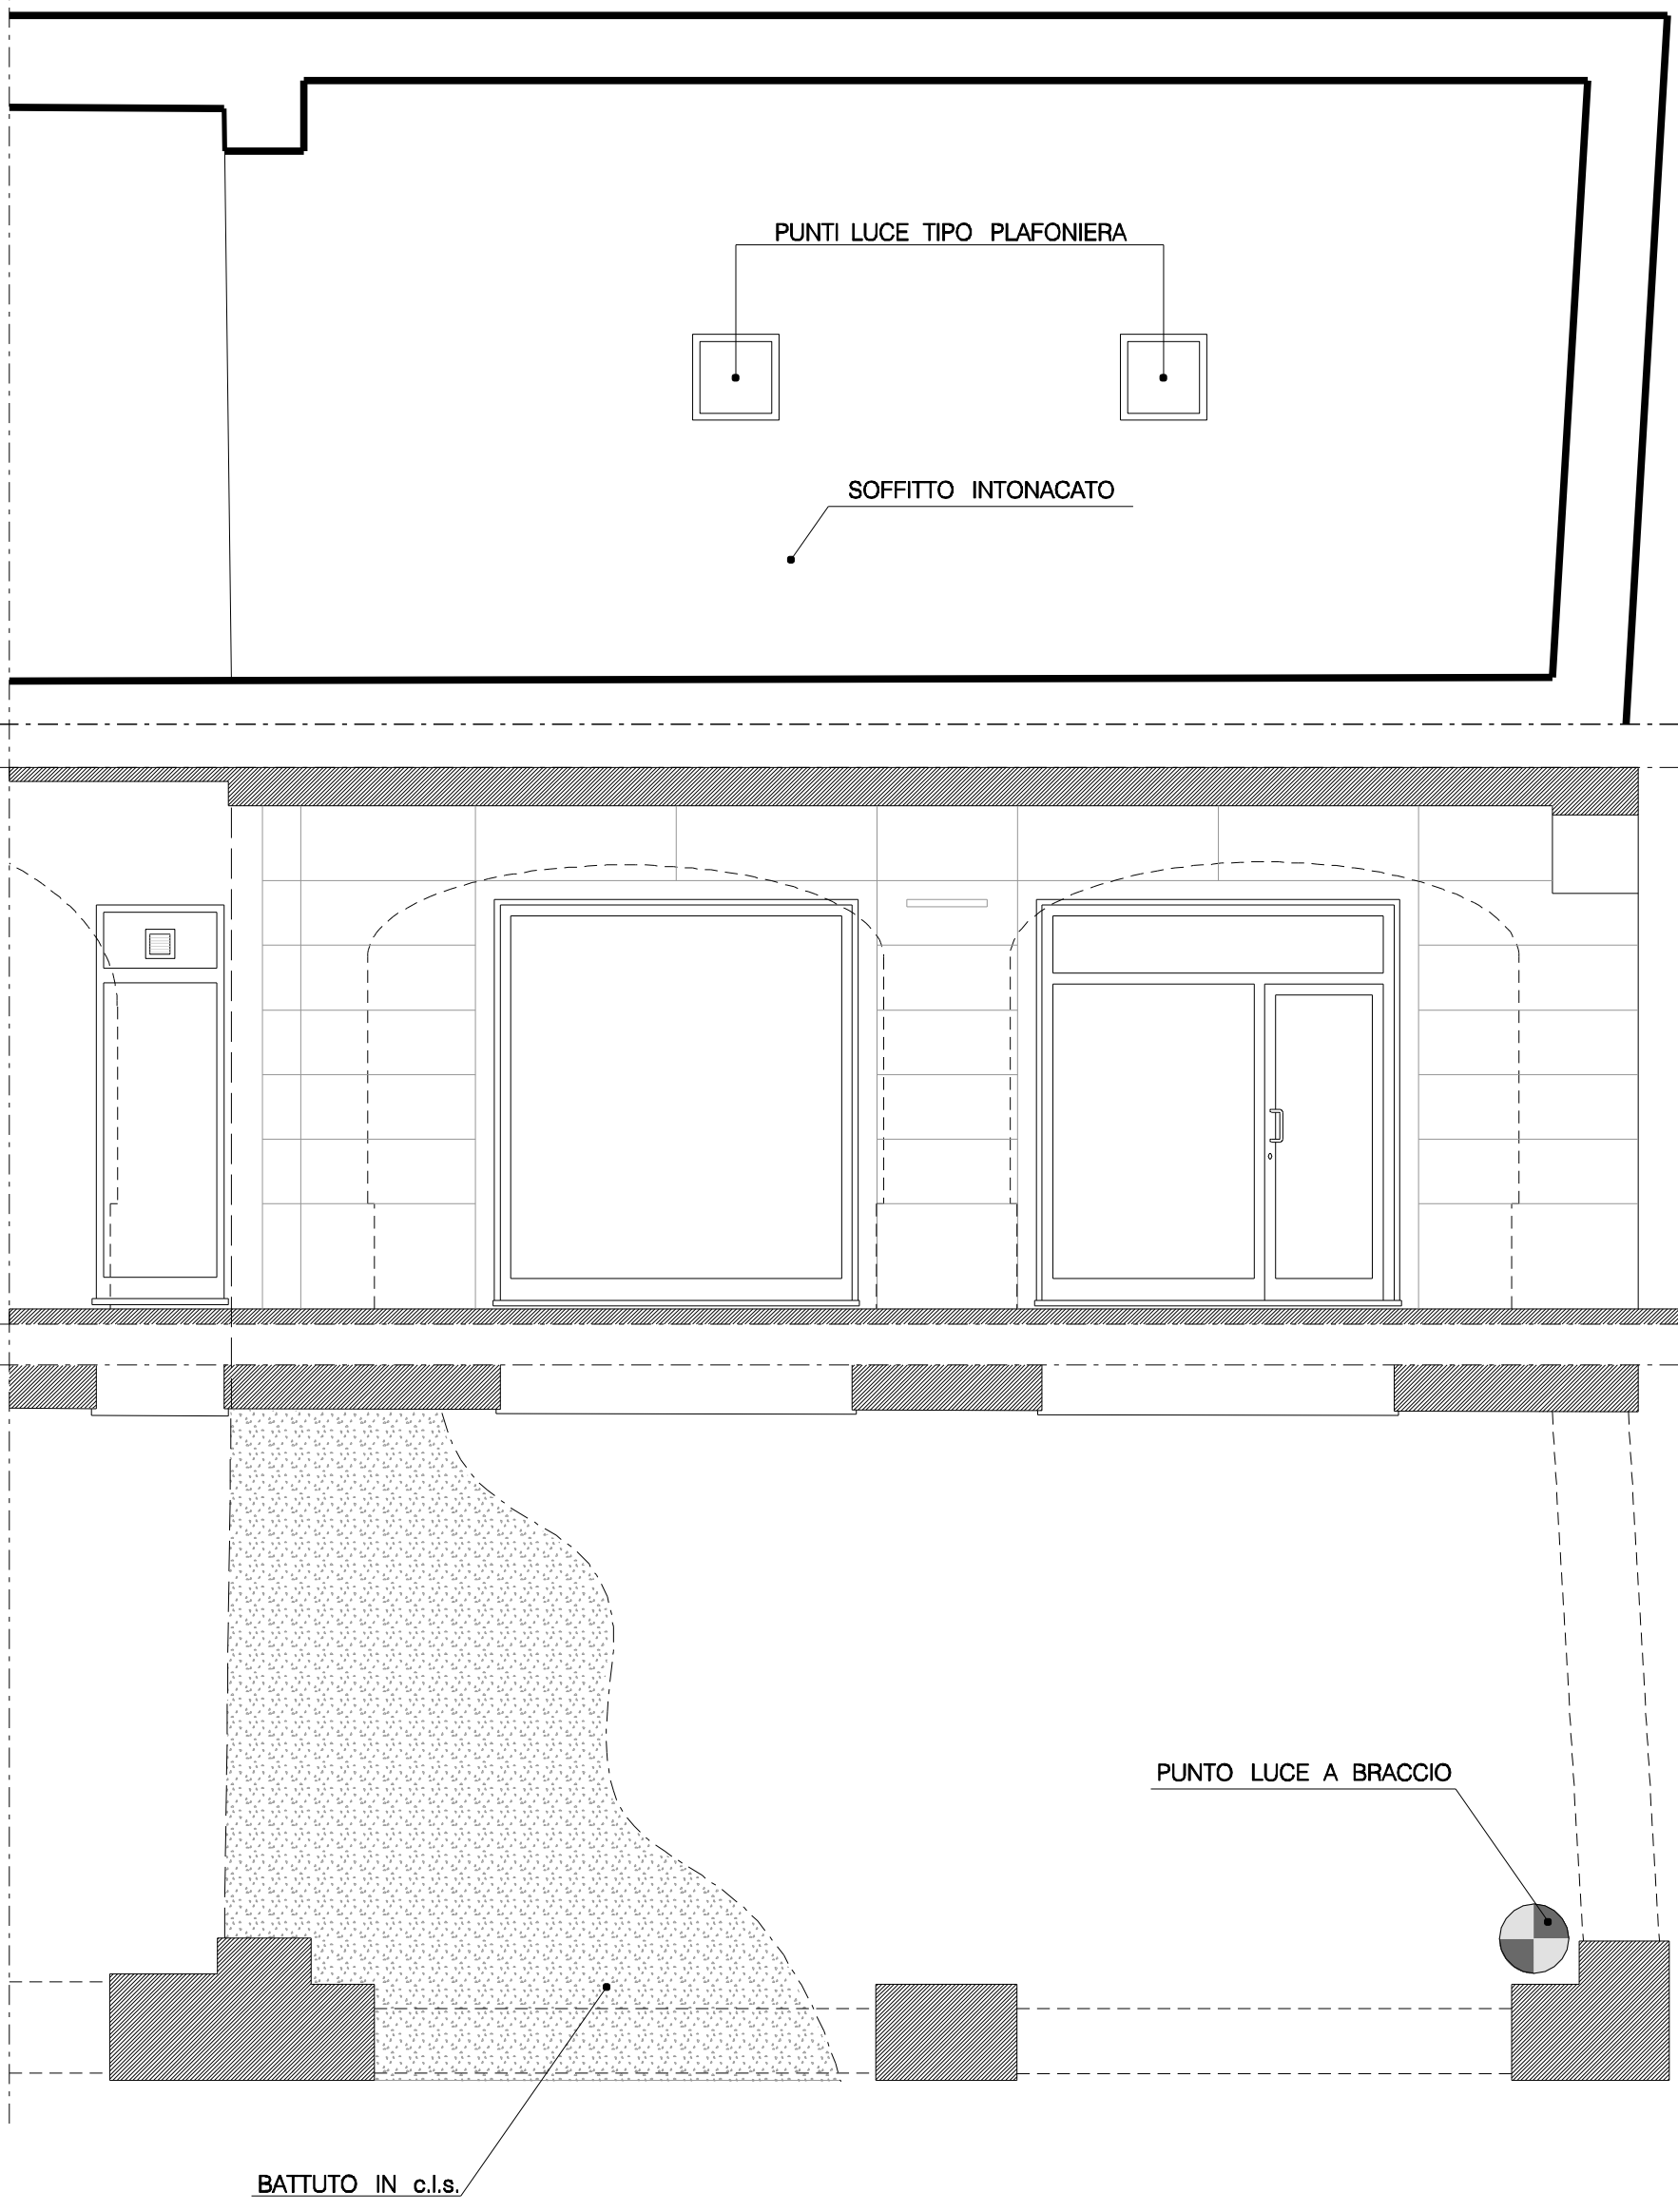 PUNTI LUCE TIPO PLAFONIERA
SOFFITTO INTONACATO
PUNTO LUCE A BRACCIO
BATTUTO IN c.l.s.